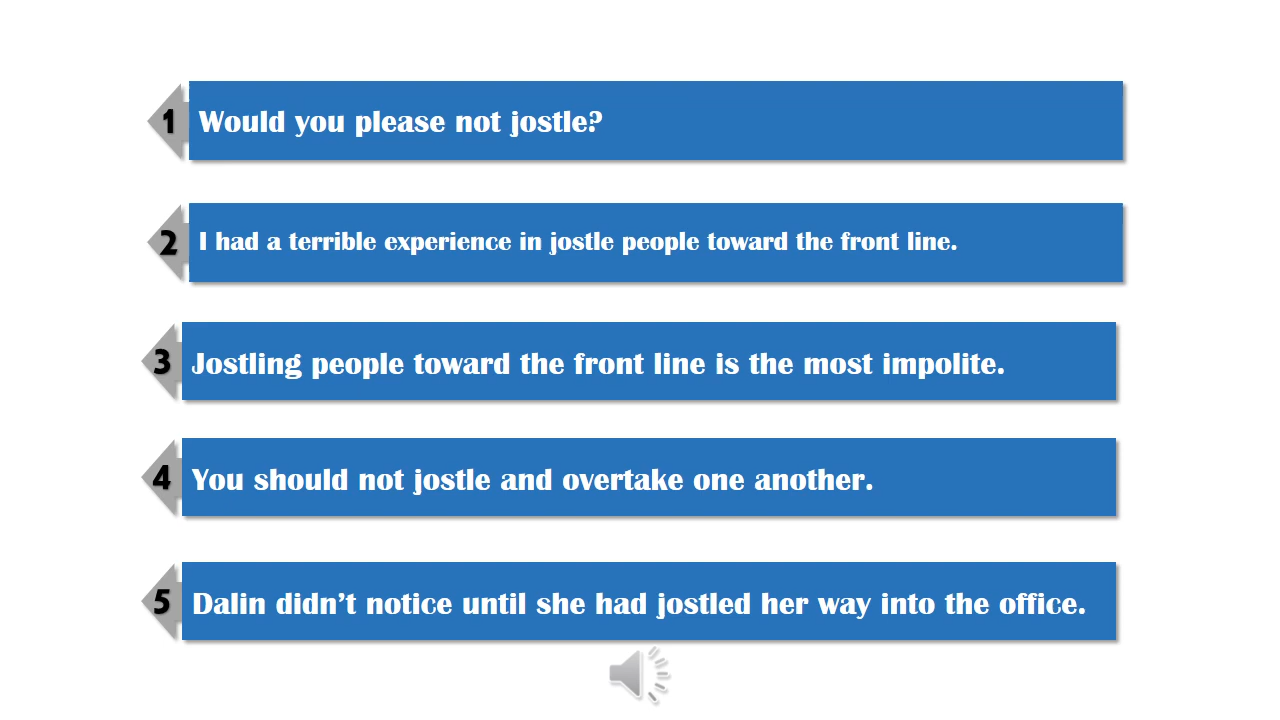 1 Would you please not jostle?
2 I had a terrible experience in jostle people toward the front line.
3 Jostling people toward the front line is the most impolite.
4 You should not jostle and overtake one another.
5 Dalin didn’t notice until she had jostled her way into the office.